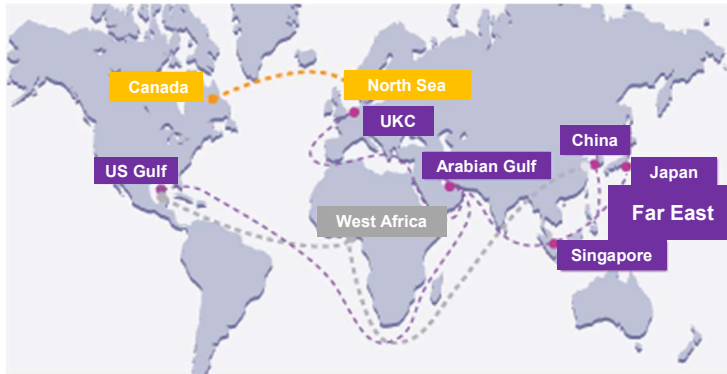 Canada
North Sea
UKC
China
US Gulf
Arabian Gulf
Japan
West Africa
Far East
Singapore